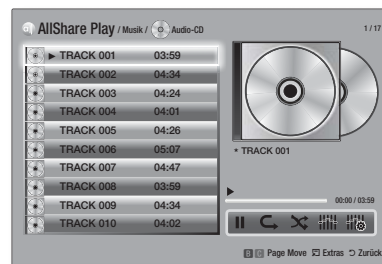 AllShare Play / Musik / Audio-CD 1 / 17
TRACK 001 03:59
TRACK 002 04:34
TRACK 003 04:24
TRACK 004 04:01
TRACK 005 04:26
TRACK 006 05:07
TRACK 007 04:47
TRACK 008 03:59
TRACK 009 04:34
TRACK 010 04:02
* TRACK 001
00:00 / 03:59
B C Page Move Extras Zurück